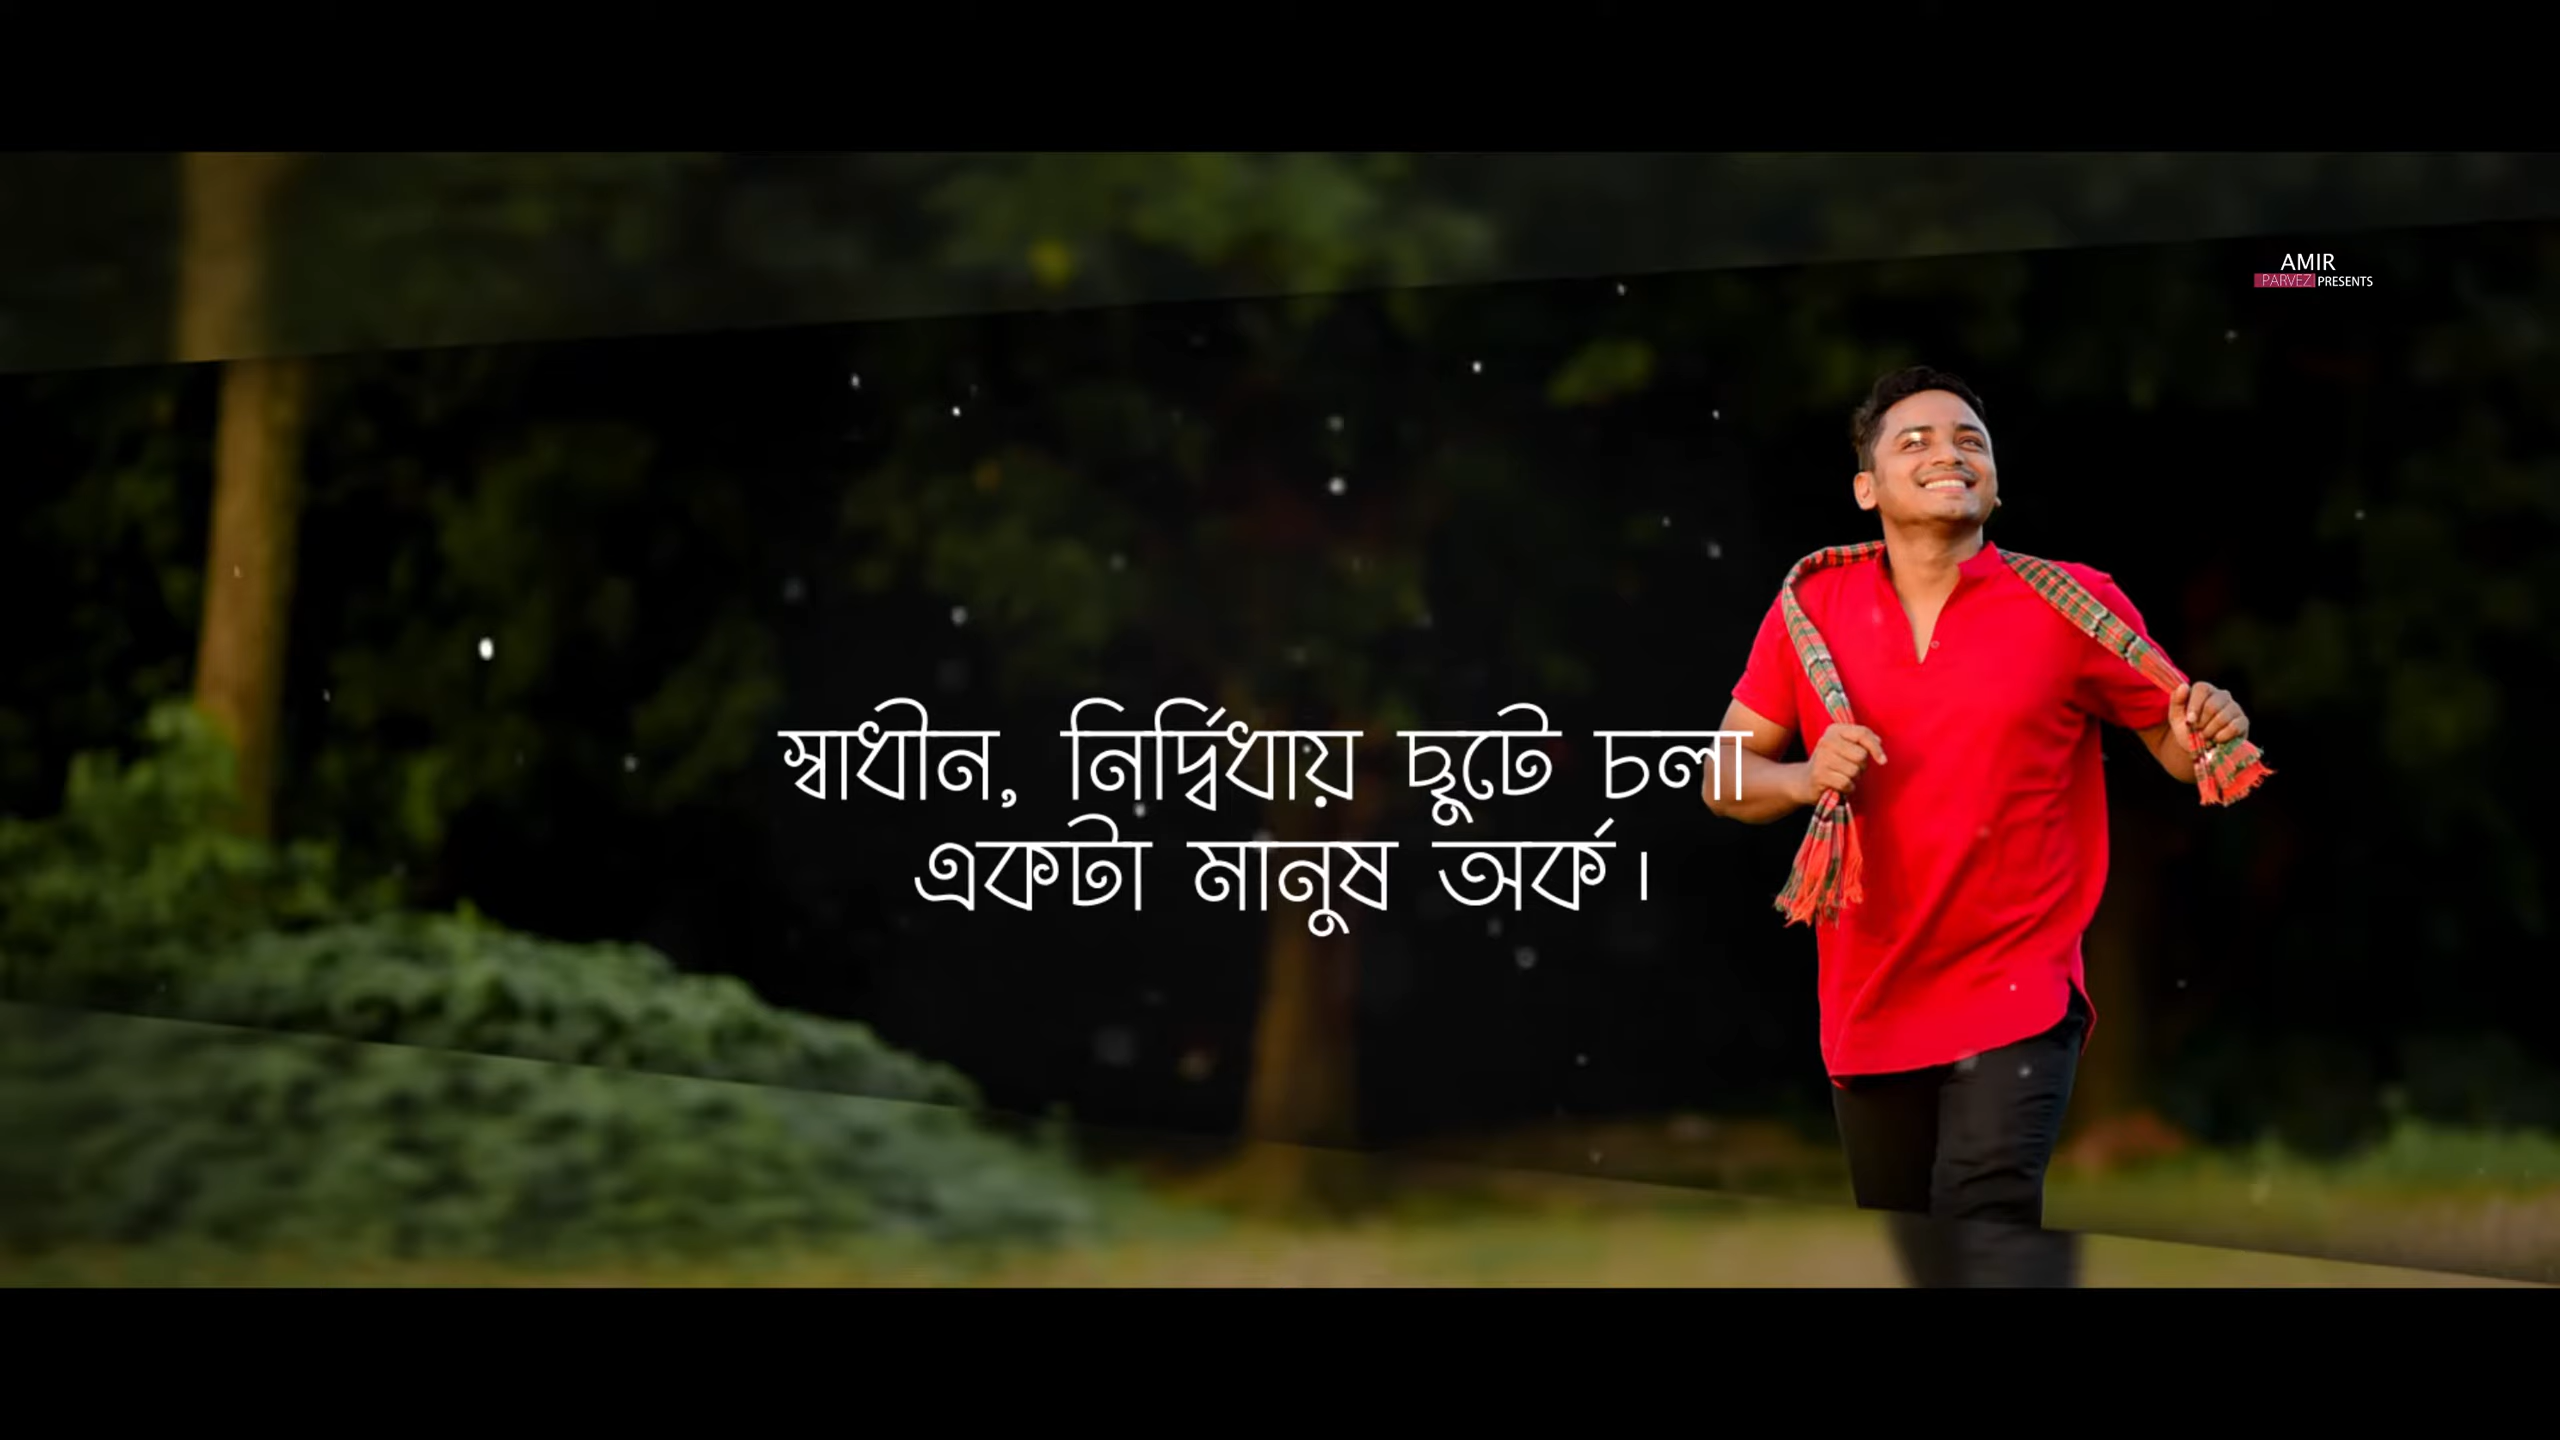 AMIR
PARVEZ PRESENTS
স্বাধীন, নির্দ্বিধায় ছুটে চলা
একটা মানুষ অর্ক।